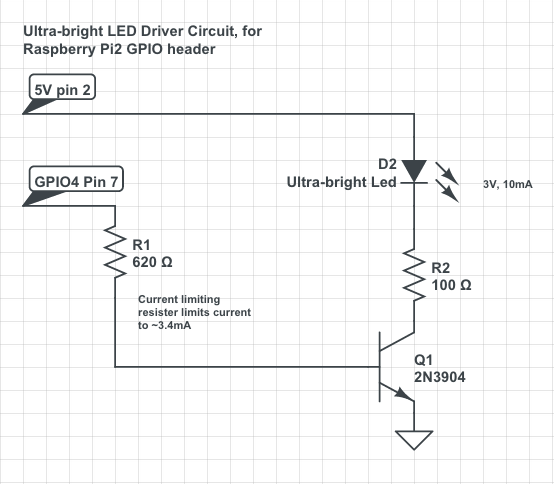 Ultra-bright LED Driver Circuit, for
Raspberry Pi2 GPIO header
5V pin 2
GPIO4 Pin 7
D2
Ultra-bright Led
3V, 10mA
R1
620 Ω
R2
100 Ω
Current limiting
resister limits current
to ~3.4mA
Q1
2N3904